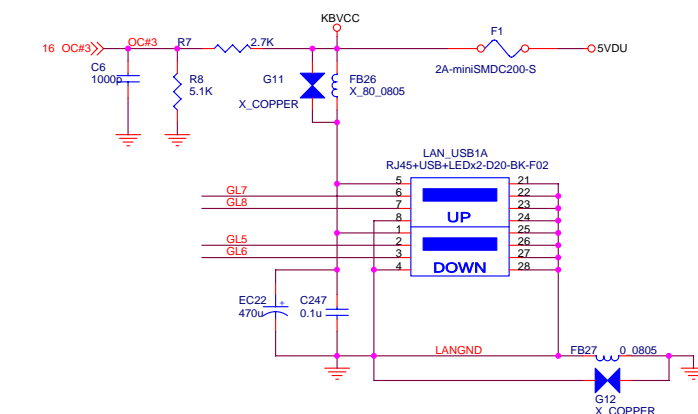 KBVCC
16 OC#3 OC#3 R7 2.7K F1 5VDU
2A-miniSMDC200-S
C6
1000p
R8
5.1K
G11
X_COPPER
FB26
X_80_0805
LAN_USB1A
RJ45+USB+LEDx2-D20-BK-F02
5 21
GL7 6 22
GL8 7 23
8 UP 24
1 25
GL5 2 26
GL6 3 27
4 DOWN 28
EC22
470u
+
C247
0.1u
LANGND FB27 0_0805
G12
X_COPPER